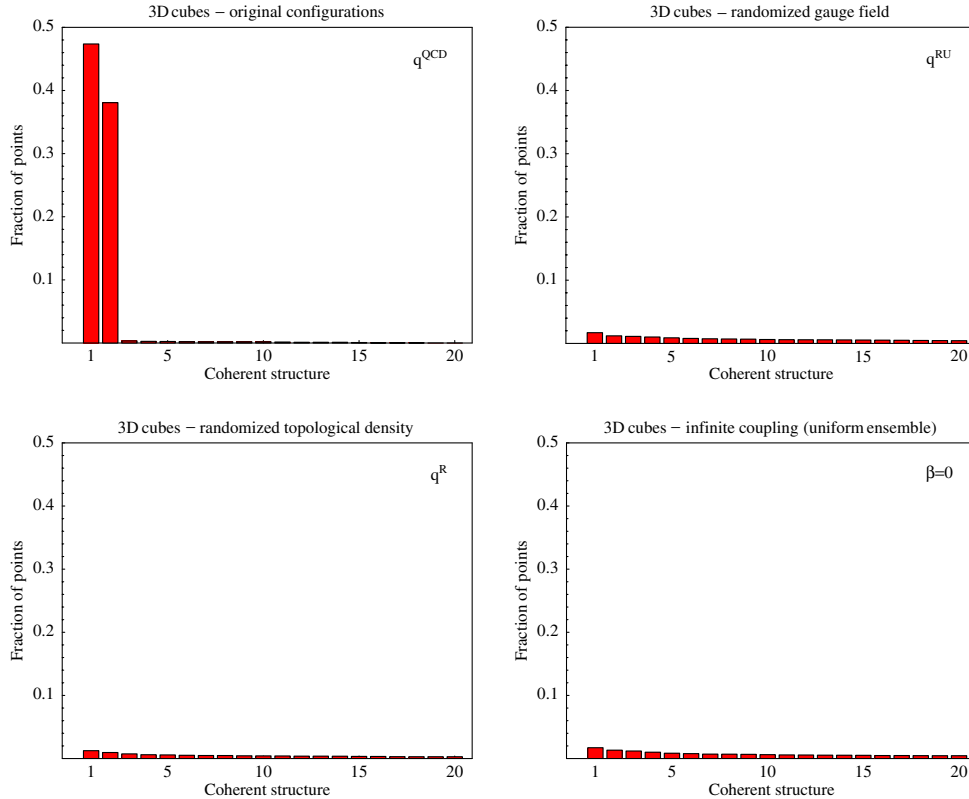 3D cubes − original configurations
q^QCD
0.5
0.4
0.3
0.2
0.1
Fraction of points
1 5 10 15 20
Coherent structure
3D cubes − randomized gauge field
q^RU
0.5
0.4
0.3
0.2
0.1
Fraction of points
1 5 10 15 20
Coherent structure
3D cubes − randomized topological density
q^R
0.5
0.4
0.3
0.2
0.1
Fraction of points
1 5 10 15 20
Coherent structure
3D cubes − infinite coupling (uniform ensemble)
β=0
0.5
0.4
0.3
0.2
0.1
Fraction of points
1 5 10 15 20
Coherent structure